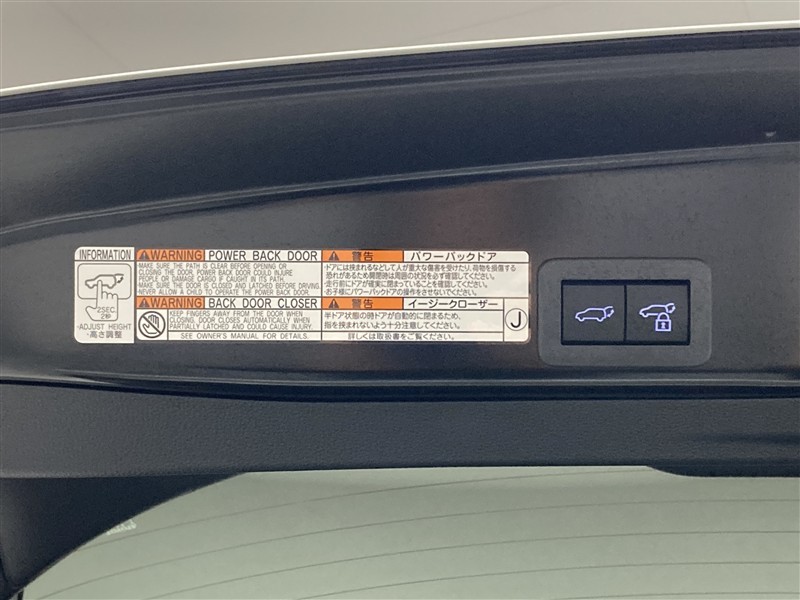 INFORMATION
2SEC.
2秒
·ADJUST HEIGHT
·高さ調整
WARNING POWER BACK DOOR
MAKE SURE THE PATH IS CLEAR BEFORE OPENING OR
CLOSING THE DOOR. POWER BACK DOOR COULD INJURE
PEOPLE OR DAMAGE CARGO IF CAUGHT IN ITS PATH.
MAKE SURE THE DOOR IS CLOSED AND LATCHED BEFORE DRIVING.
NEVER ALLOW A CHILD TO OPERATE THE POWER BACK DOOR.
警告 パワーバックドア
·ドアにはさまれるなどして人が重大な傷害を受けたり、荷物を損傷する
恐れがあるため開閉時は周囲の状況を必ず確認してください。
·走行前にドアが確実に閉まっていることを確認してください。
·お子様にパワーバックドアの操作をさせないでください。
WARNING BACK DOOR CLOSER
KEEP FINGERS AWAY FROM THE DOOR WHEN
CLOSING. DOOR CLOSES AUTOMATICALLY WHEN
PARTIALLY LATCHED AND COULD CAUSE INJURY.
警告 イージークローザー
半ドア状態の時ドアが自動的に閉まるため、
指を挟まれないよう十分注意してください。
J
SEE OWNER'S MANUAL FOR DETAILS.
詳しくは取扱書をご覧ください。